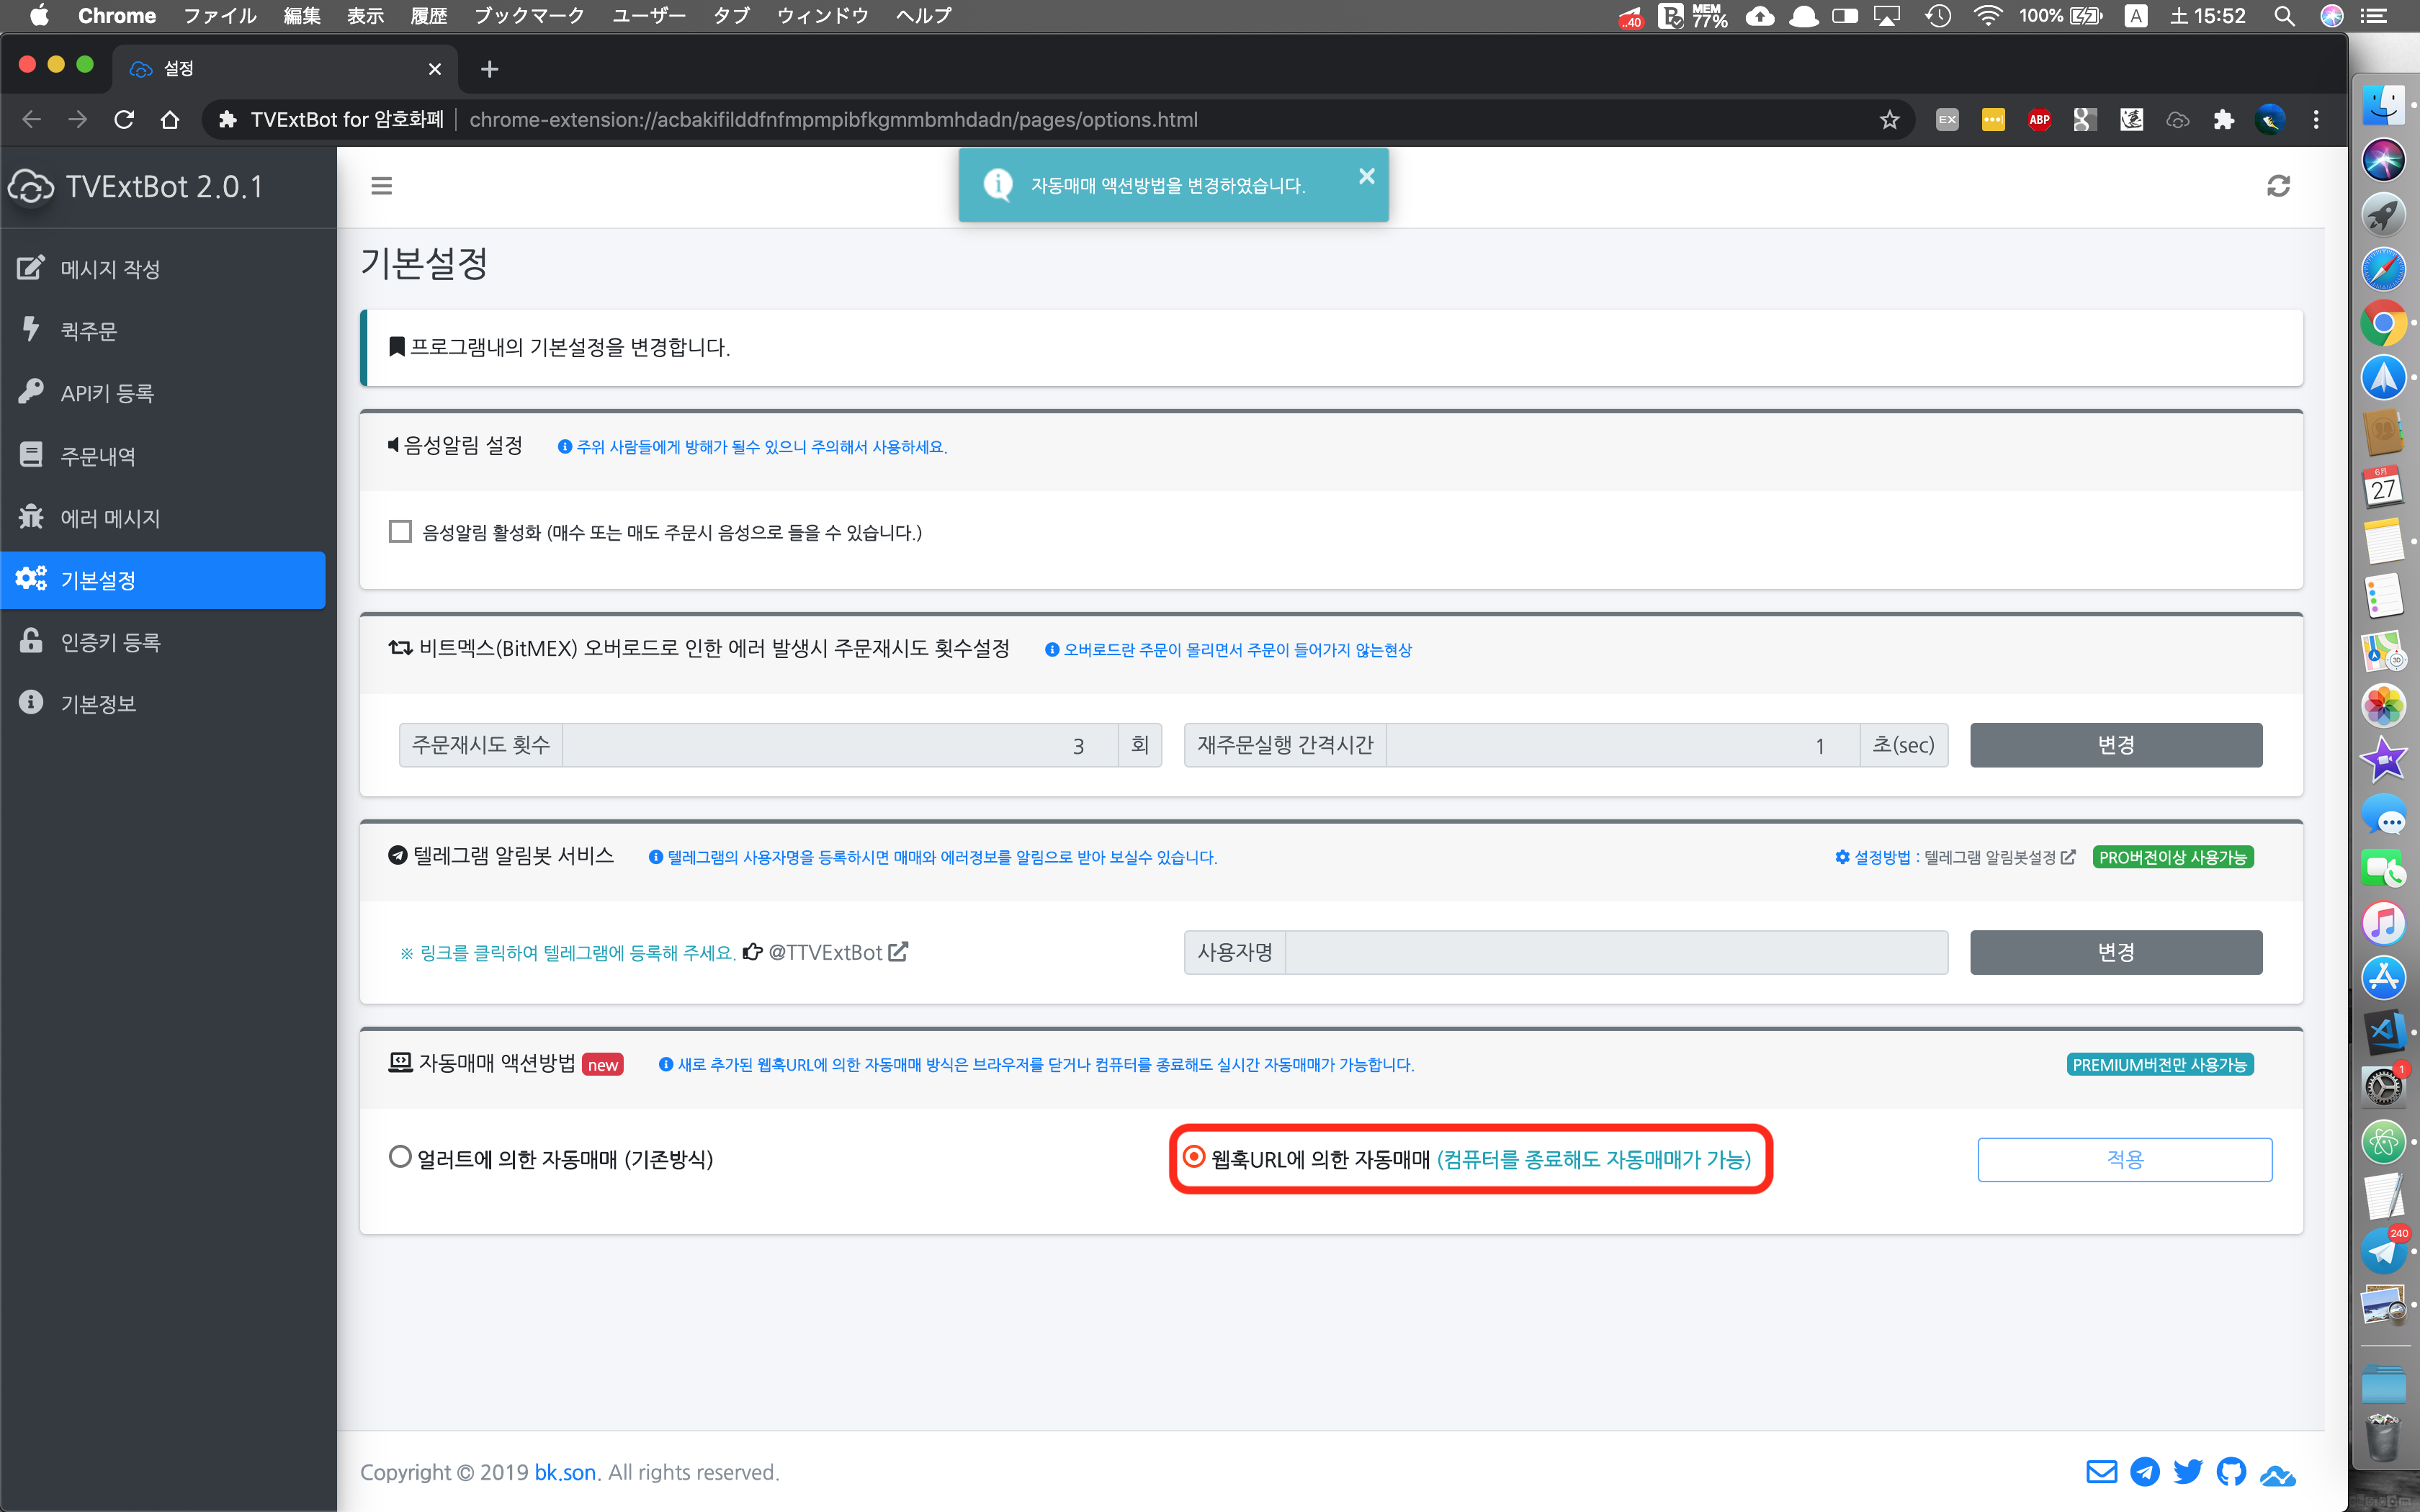 Chrome ファイル 編集 表示 履歴 ブックマーク ユーザー タブ ウィンドウ ヘルプ ..40 MEM 77% 100% A 土 15:52
설정
TVExtBot for 암호화폐 chrome-extension://acbakifilddfnfmpmpibfkgmmbmhdadn/pages/options.html EX ABP
TVExtBot 2.0.1
메시지 작성
퀵주문
API키 등록
주문내역
에러 메시지
기본설정
인증키 등록
기본정보
자동매매 액션방법을 변경하였습니다.
기본설정
프로그램내의 기본설정을 변경합니다.
음성알림 설정 주위 사람들에게 방해가 될수 있으니 주의해서 사용하세요.
음성알림 활성화 (매수 또는 매도 주문시 음성으로 들을 수 있습니다.)
비트멕스(BitMEX) 오버로드로 인한 에러 발생시 주문재시도 횟수설정 오버로드란 주문이 몰리면서 주문이 들어가지 않는현상
주문재시도 횟수 3 회 재주문실행 간격시간 1 초(sec) 변경
텔레그램 알림봇 서비스 텔레그램의 사용자명을 등록하시면 매매와 에러정보를 알림으로 받아 보실수 있습니다. 설정방법 : 텔레그램 알림봇설정 PRO버전이상 사용가능
※ 링크를 클릭하여 텔레그램에 등록해 주세요. @TTVExtBot 사용자명 변경
자동매매 액션방법 new 새로 추가된 웹훅URL에 의한 자동매매 방식은 브라우저를 닫거나 컴퓨터를 종료해도 실시간 자동매매가 가능합니다. PREMIUM버전만 사용가능
얼러트에 의한 자동매매 (기존방식) 웹훅URL에 의한 자동매매 (컴퓨터를 종료해도 자동매매가 가능) 적용
Copyright © 2019 bk.son. All rights reserved.
6月
27
3D
1
240